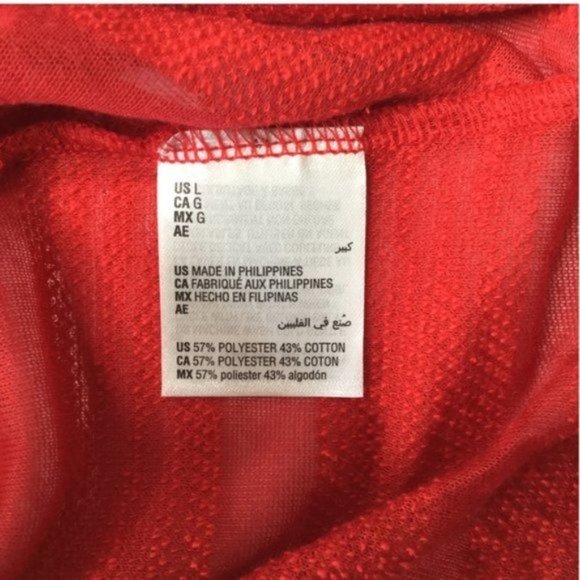 US L
CA G
MX G
AE
كبير
US MADE IN PHILIPPINES
CA FABRIQUÉ AUX PHILIPPINES
MX HECHO EN FILIPINAS
AE
صُنع في الفلبين
US 57% POLYESTER 43% COTTON
CA 57% POLYESTER 43% COTON
MX 57% poliester 43% algodón